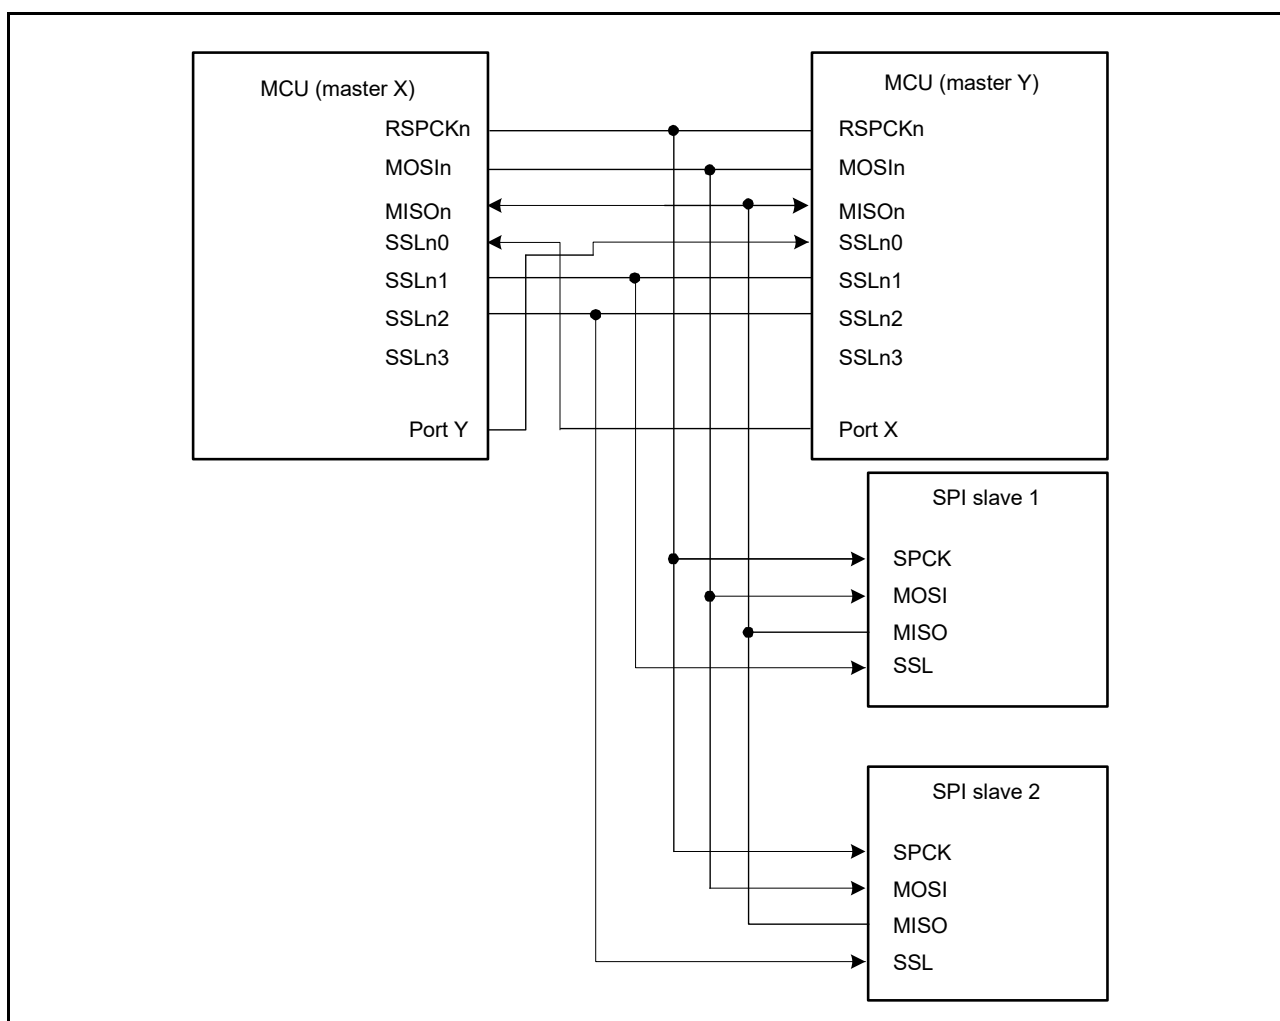 MCU (master X)
RSPCKn
MOSIn
MISOn
SSLn0
SSLn1
SSLn2
SSLn3
Port Y
MCU (master Y)
RSPCKn
MOSIn
MISOn
SSLn0
SSLn1
SSLn2
SSLn3
Port X
SPI slave 1
SPCK
MOSI
MISO
SSL
SPI slave 2
SPCK
MOSI
MISO
SSL